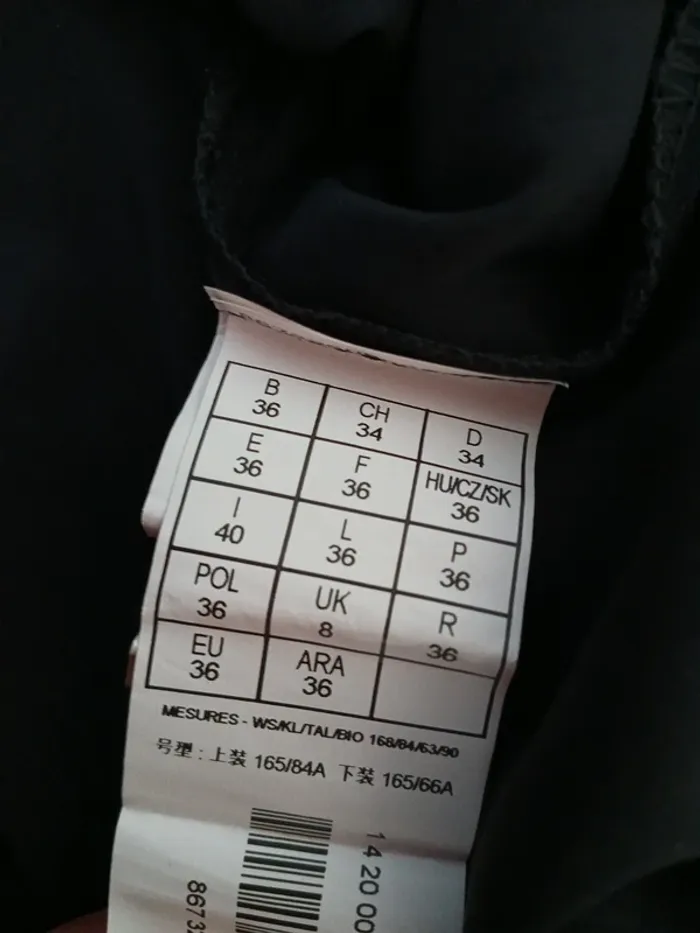 B CH D
36 34 34
E F HU/CZ/SK
36 36 36
I L P
40 36 36
POL UK R
36 8 36
EU ARA
36 36
MESURES - WS/KL/TAL/BIO 168/84/63/90
号型 : 上装 165/84A 下装 165/66A
14 20 00
8673